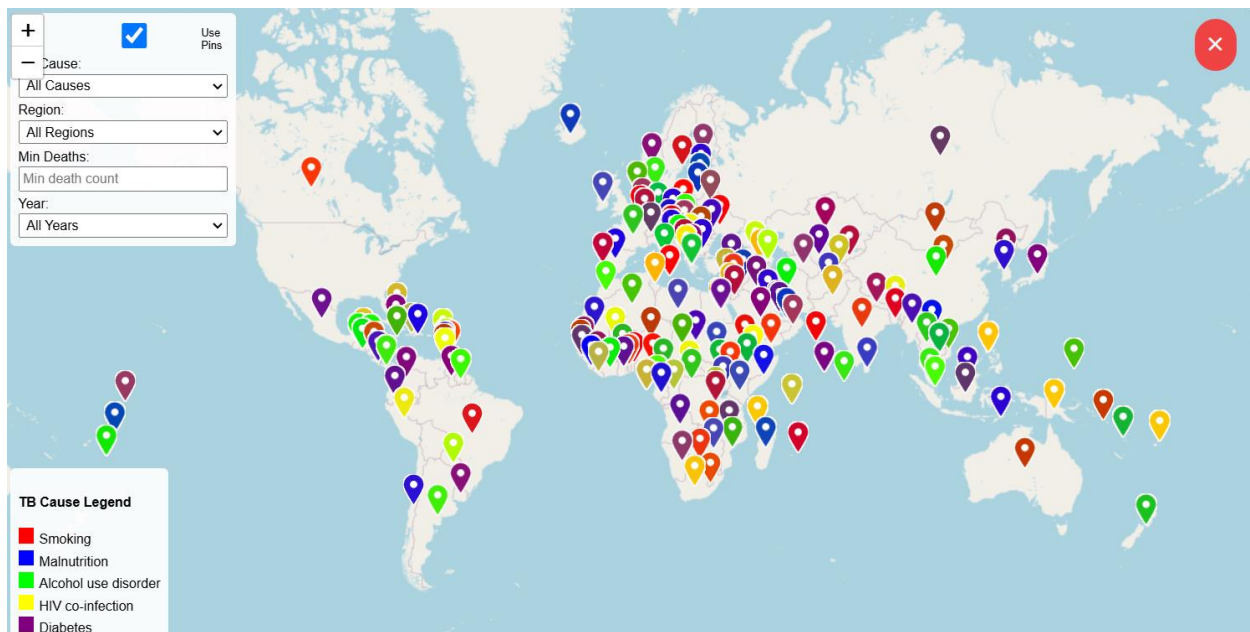 +
Use
Pins
−
Cause:
All Causes
Region:
All Regions
Min Deaths:
Min death count
Year:
All Years
TB Cause Legend
Smoking
Malnutrition
Alcohol use disorder
HIV co-infection
Diabetes